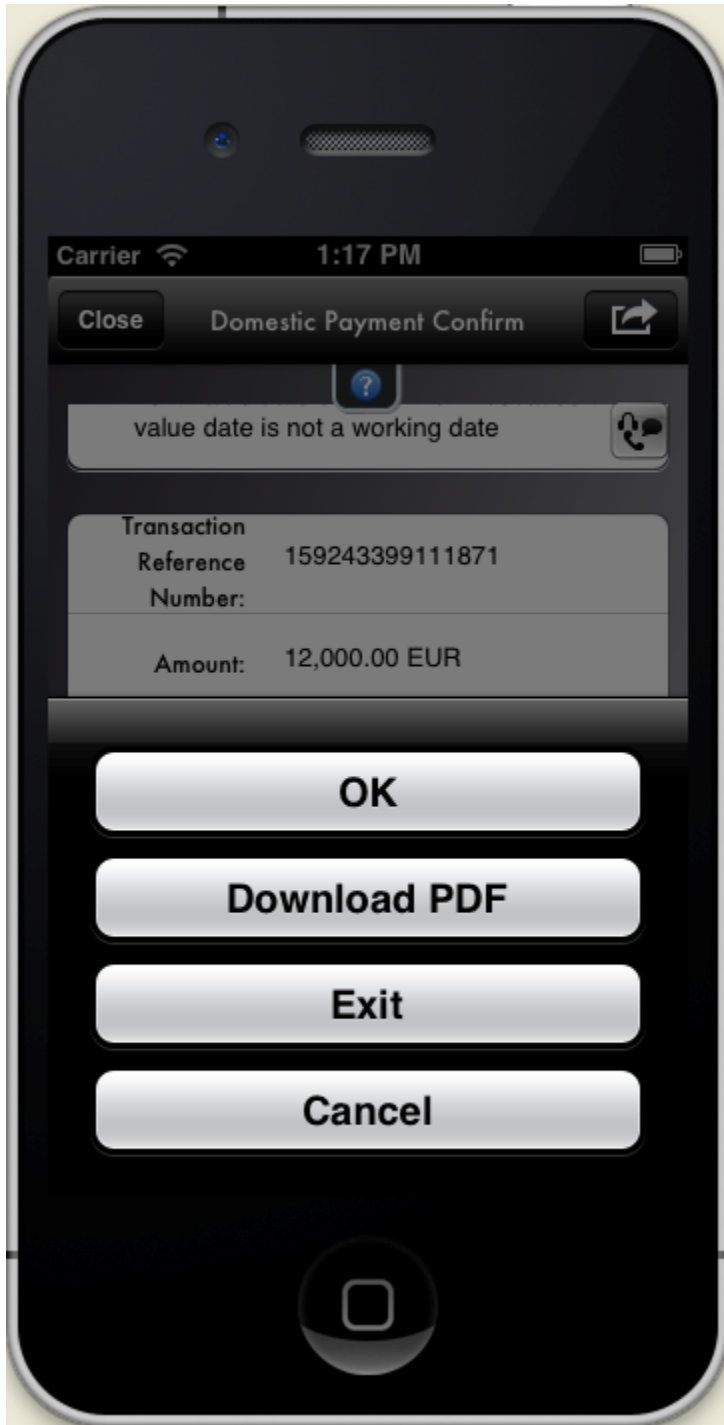 Carrier 1:17 PM
Close Domestic Payment Confirm
?
value date is not a working date
Transaction
Reference 159243399111871
Number:
Amount: 12,000.00 EUR
OK
Download PDF
Exit
Cancel